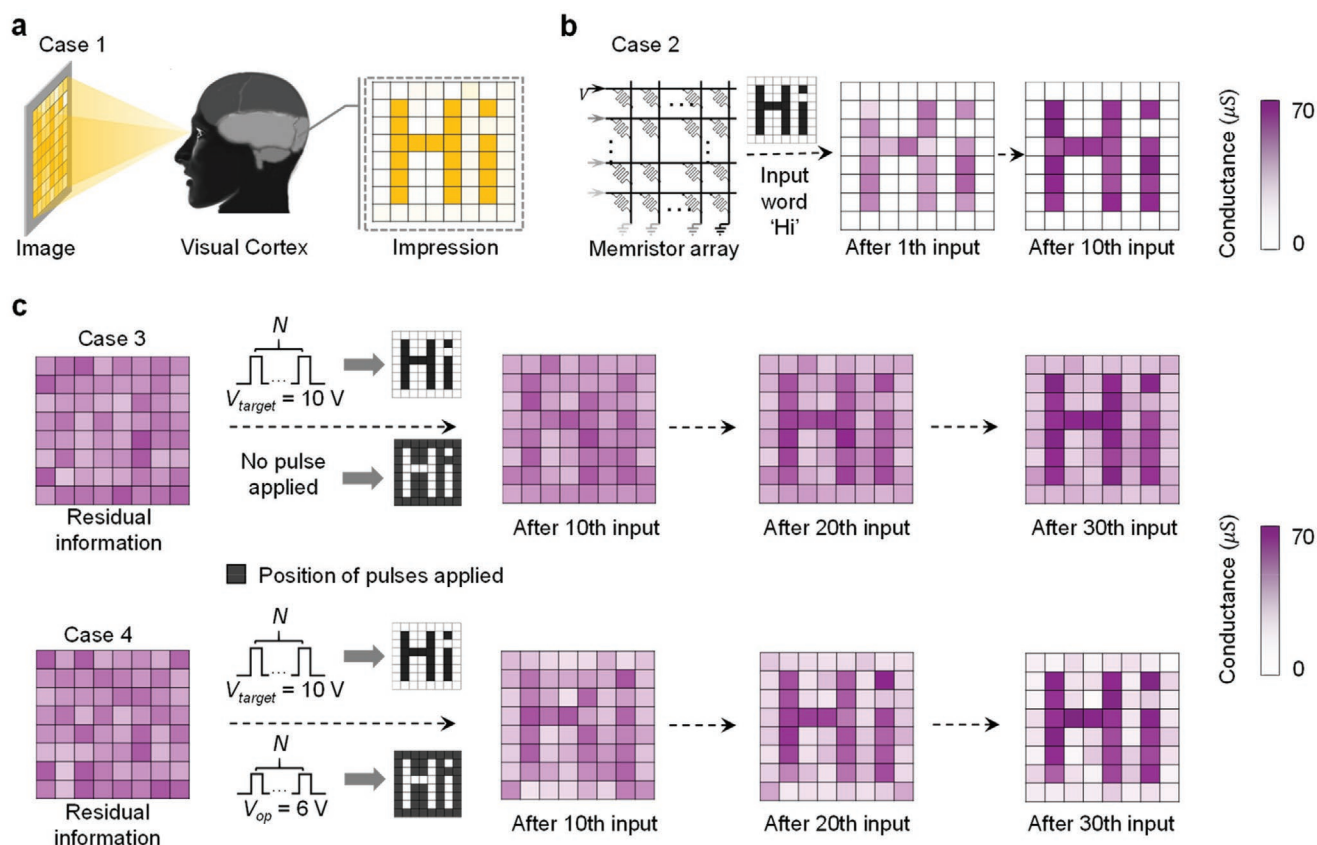 a
Case 1
Image
Visual Cortex
Impression
b
Case 2
V
Memristor array
Hi
Input
word
‘Hi’
After 1th input
After 10th input
Conductance (µS)
70
0
c
Case 3
Residual
information
N
...
V_target = 10 V
Hi
No pulse
applied
Hi
After 10th input
After 20th input
After 30th input
Position of pulses applied
Conductance (µS)
70
0
Case 4
Residual
information
N
...
V_target = 10 V
Hi
N
...
V_op = 6 V
Hi
After 10th input
After 20th input
After 30th input